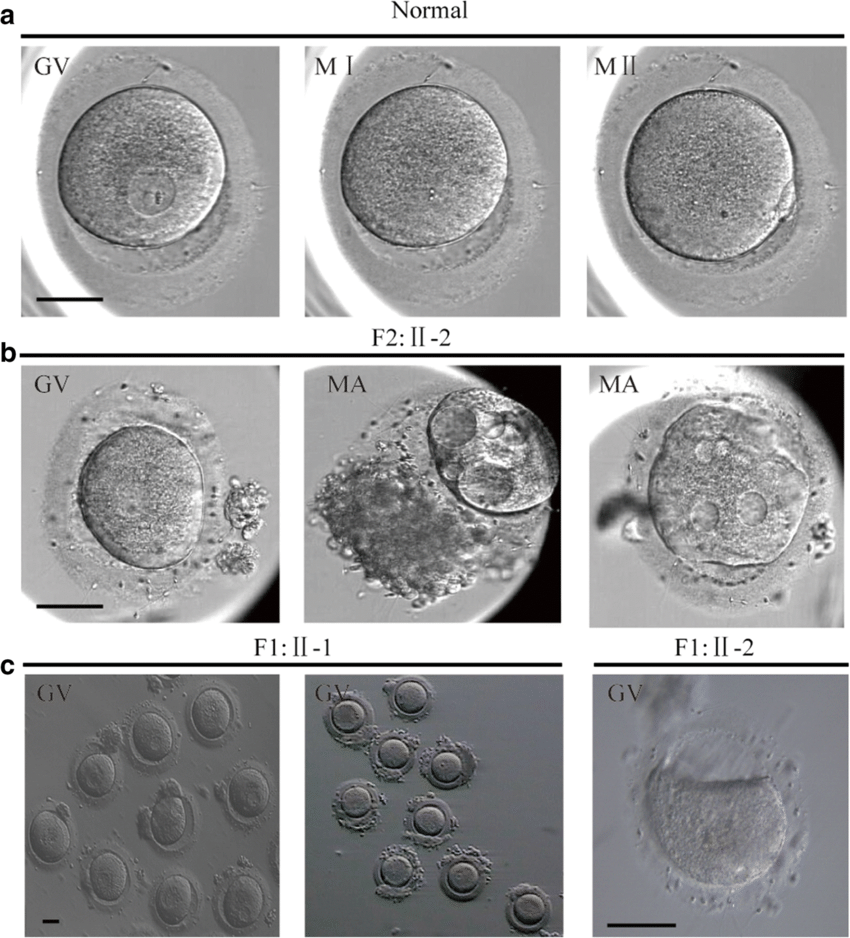 a
Normal
GV
M Ⅰ
M Ⅱ
b
F2: Ⅱ -2
GV
MA
MA
c
F1: Ⅱ -1
F1: Ⅱ -2
GV
GV
GV